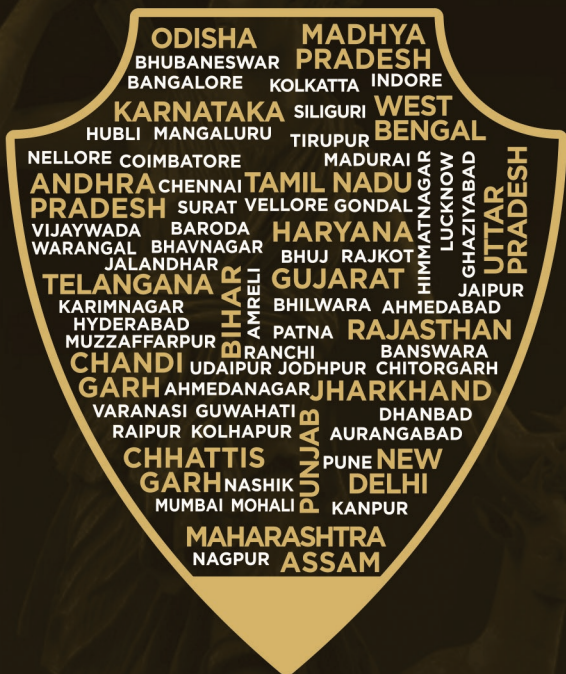 ODISHA MADHYA
BHUBANESWAR PRADESH
BANGALORE KOLKATTA INDORE
KARNATAKA SILIGURI WEST
HUBLI MANGALURU TIRUPUR BENGAL
NELLORE COIMBATORE MADURAI
ANDHRA CHENNAI TAMIL NADU
PRADESH SURAT VELLORE GONDAL
HIMMATNAGAR
LUCKNOW
GHAZIYABAD
UTTAR
PRADESH
VIJAYWADA BARODA HARYANA
WARANGAL BHAVNAGAR BHUJ RAJKOT
JALANDHAR
TELANGANA GUJARAT JAIPUR
BIHAR
AMRELI
KARIMNAGAR BHILWARA AHMEDABAD
HYDERABAD PATNA RAJASTHAN
MUZZAFFARPUR
RANCHI BANSWARA
CHANDI UDAIPUR JODHPUR CHITORGARH
GARH AHMEDANAGAR JHARKHAND
VARANASI GUWAHATI DHANBAD
RAIPUR KOLHAPUR AURANGABAD
PUNJAB
CHHATTIS PUNE NEW
GARH NASHIK DELHI
MUMBAI MOHALI KANPUR
MAHARASHTRA
NAGPUR ASSAM